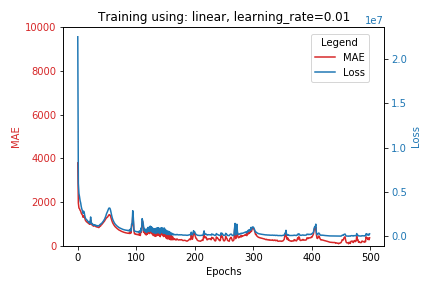 Training using: linear, learning_rate=0.01
1e7
Legend
MAE
Loss
10000
8000
6000
4000
2000
0
MAE
2.0
1.5
1.0
0.5
0.0
Loss
0
100
200
300
400
500
Epochs